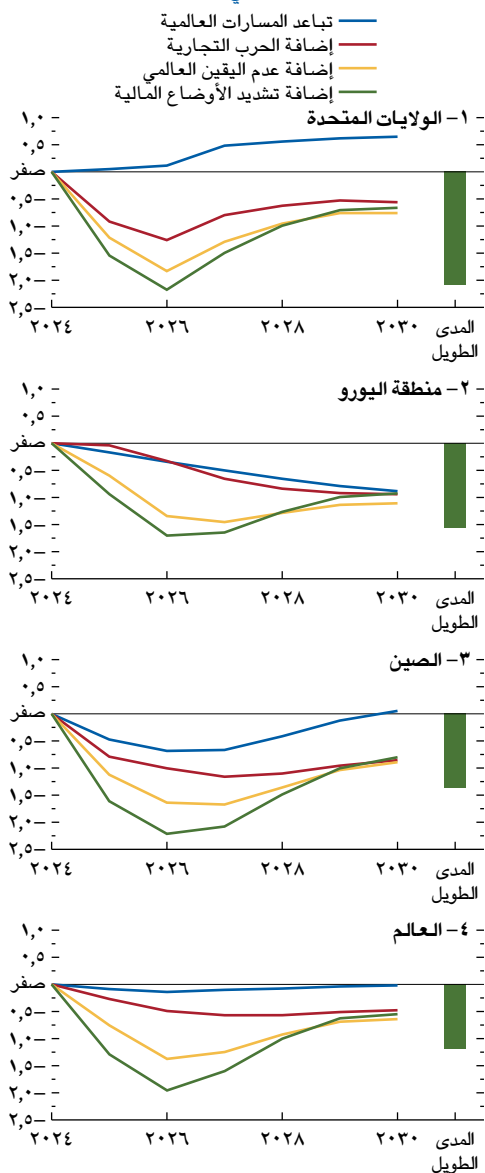 تباعد المسارات العالمية
إضافة الحرب التجارية
إضافة عدم اليقين العالمي
إضافة تشديد الأوضاع المالية
١- الولايات المتحدة
١,٠
٠,٥
صفر
٠,٥–
١,٠–
١,٥–
٢,٠–
٢,٥–
٢٠٢٤ ٢٠٢٦ ٢٠٢٨ ٢٠٣٠ المدى
الطويل
٢- منطقة اليورو
١,٠
٠,٥
صفر
٠,٥–
١,٠–
١,٥–
٢,٠–
٢,٥–
٢٠٢٤ ٢٠٢٦ ٢٠٢٨ ٢٠٣٠ المدى
الطويل
٣- الصين
١,٠
٠,٥
صفر
٠,٥–
١,٠–
١,٥–
٢,٠–
٢,٥–
٢٠٢٤ ٢٠٢٦ ٢٠٢٨ ٢٠٣٠ المدى
الطويل
٤- العالم
١,٠
٠,٥
صفر
٠,٥–
١,٠–
١,٥–
٢,٠–
٢,٥–
٢٠٢٤ ٢٠٢٦ ٢٠٢٨ ٢٠٣٠ المدى
الطويل